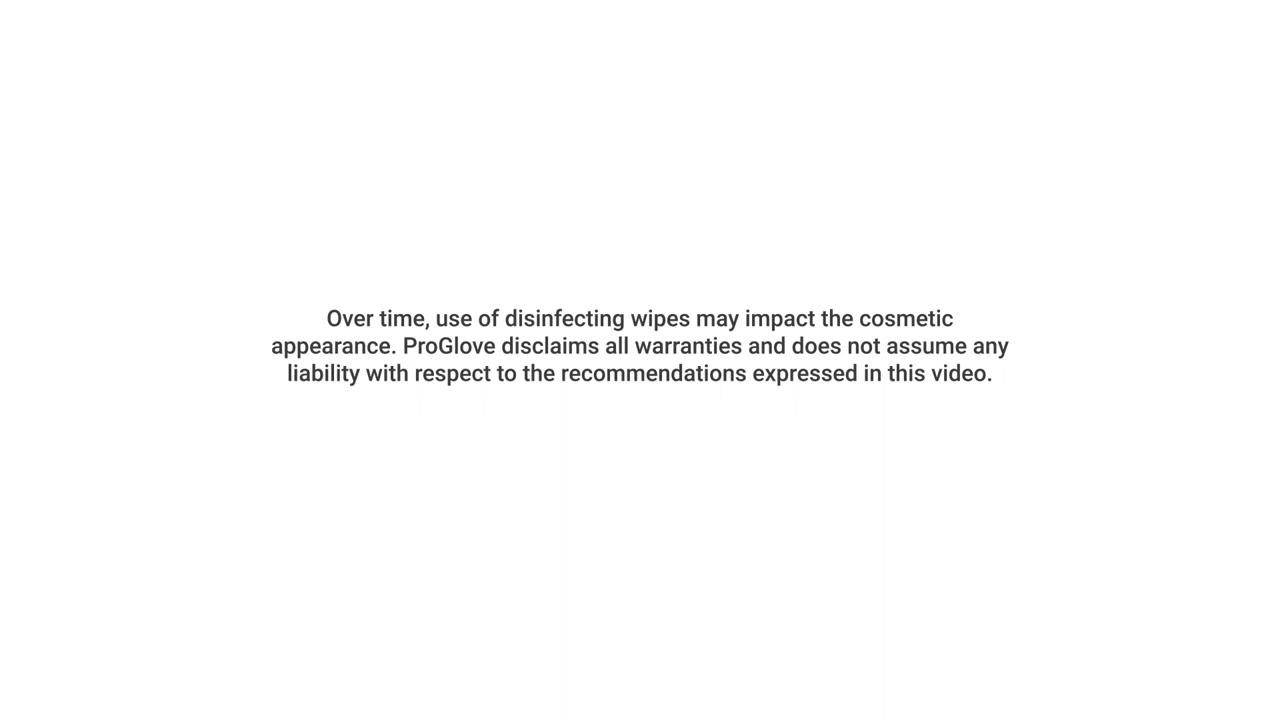 Over time, use of disinfecting wipes may impact the cosmetic
appearance. ProGlove disclaims all warranties and does not assume any
liability with respect to the recommendations expressed in this video.